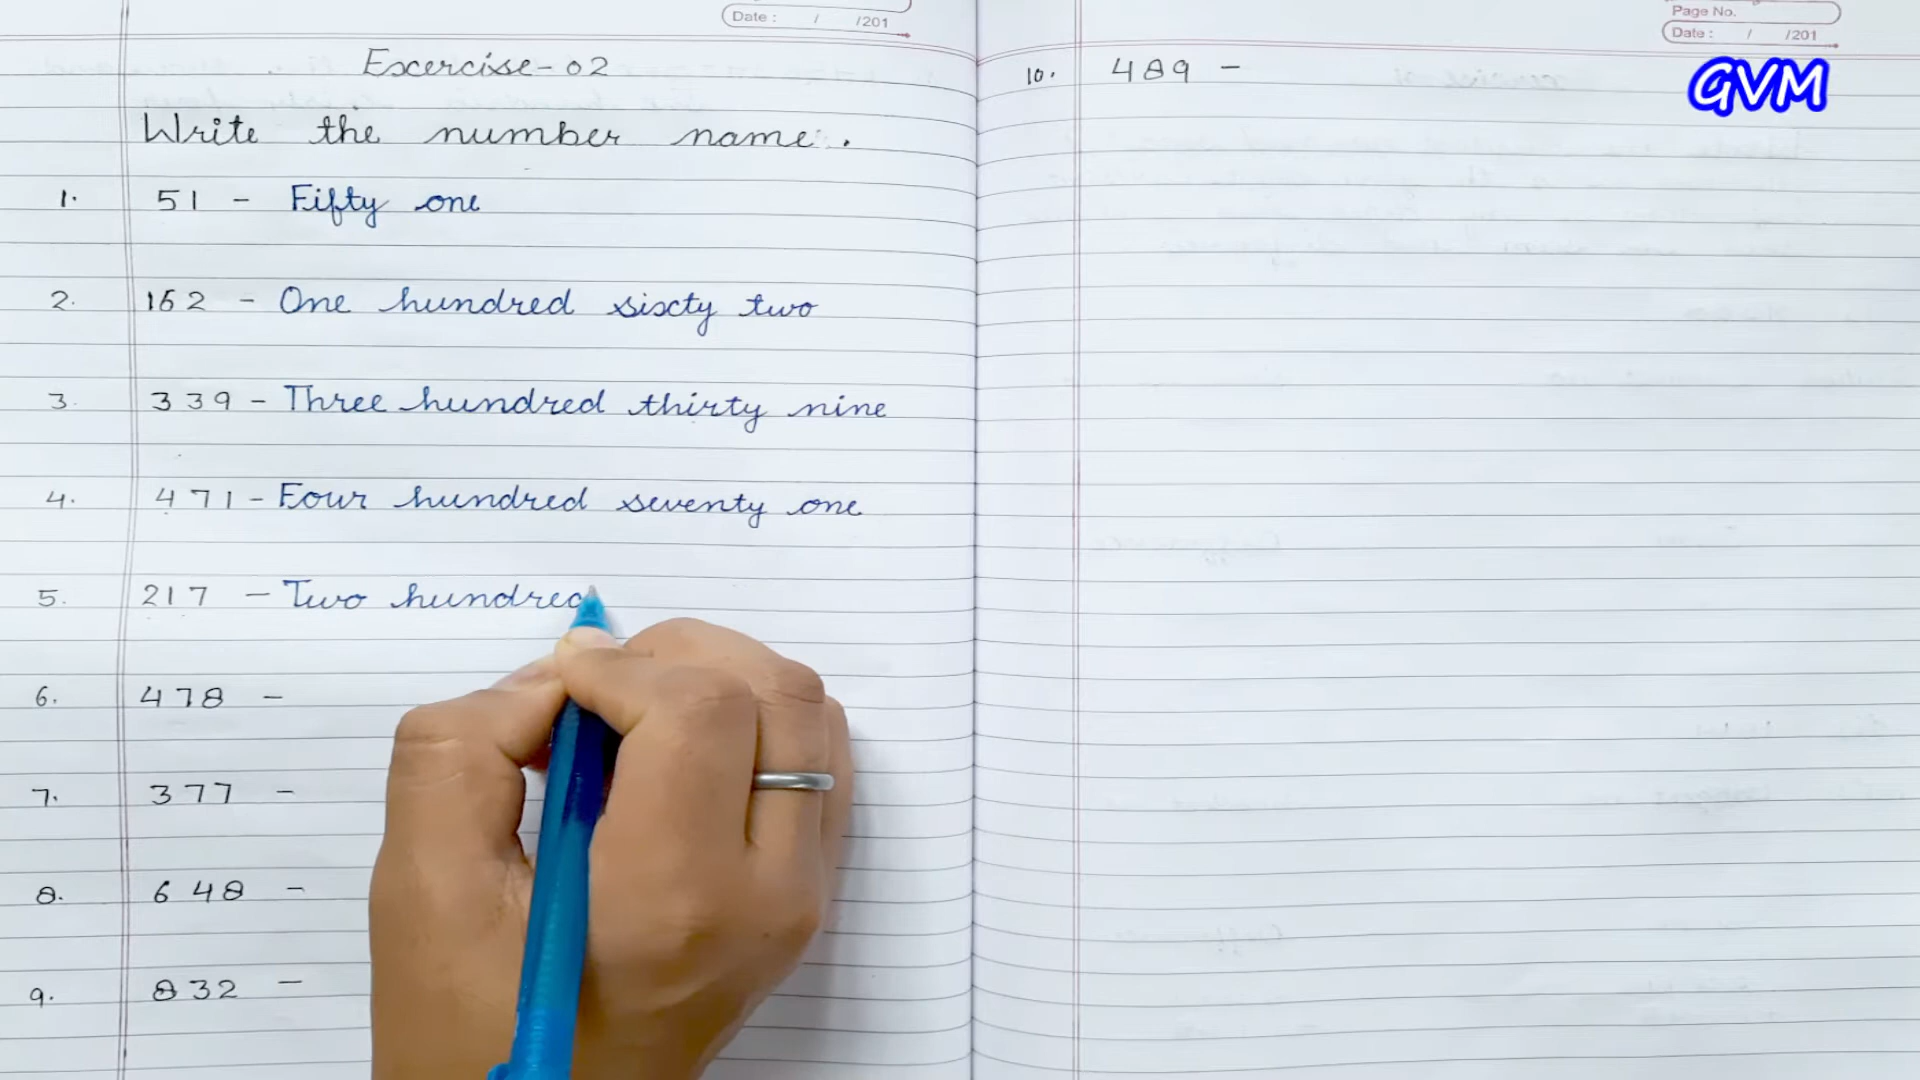 Date : / /201
Exercise-02
Write the number name.
1. 51 - Fifty one
2. 162 - One hundred sixty two
3. 339 - Three hundred thirty nine
4. 471 - Four hundred seventy one
5. 217 - Two hundred
6. 478 -
7. 377 -
8. 648 -
9. 832 -
Page No.
Date : / /201
10. 489 -
GVM